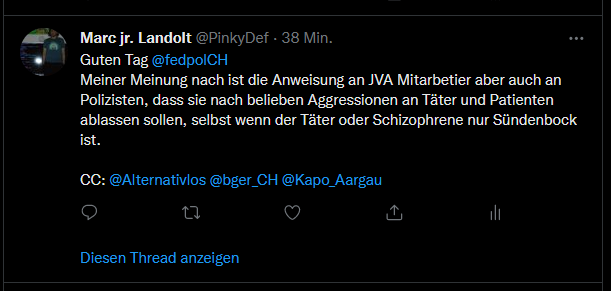 Marc jr. Landolt @PinkyDef · 38 Min.
Guten Tag @fedpolCH
Meiner Meinung nach ist die Anweisung an JVA Mitarbetier aber auch an
Polizisten, dass sie nach belieben Aggressionen an Täter und Patienten
ablassen sollen, selbst wenn der Täter oder Schizophrene nur Sündenbock
ist.
CC: @Alternativlos @bger_CH @Kapo_Aargau
Diesen Thread anzeigen